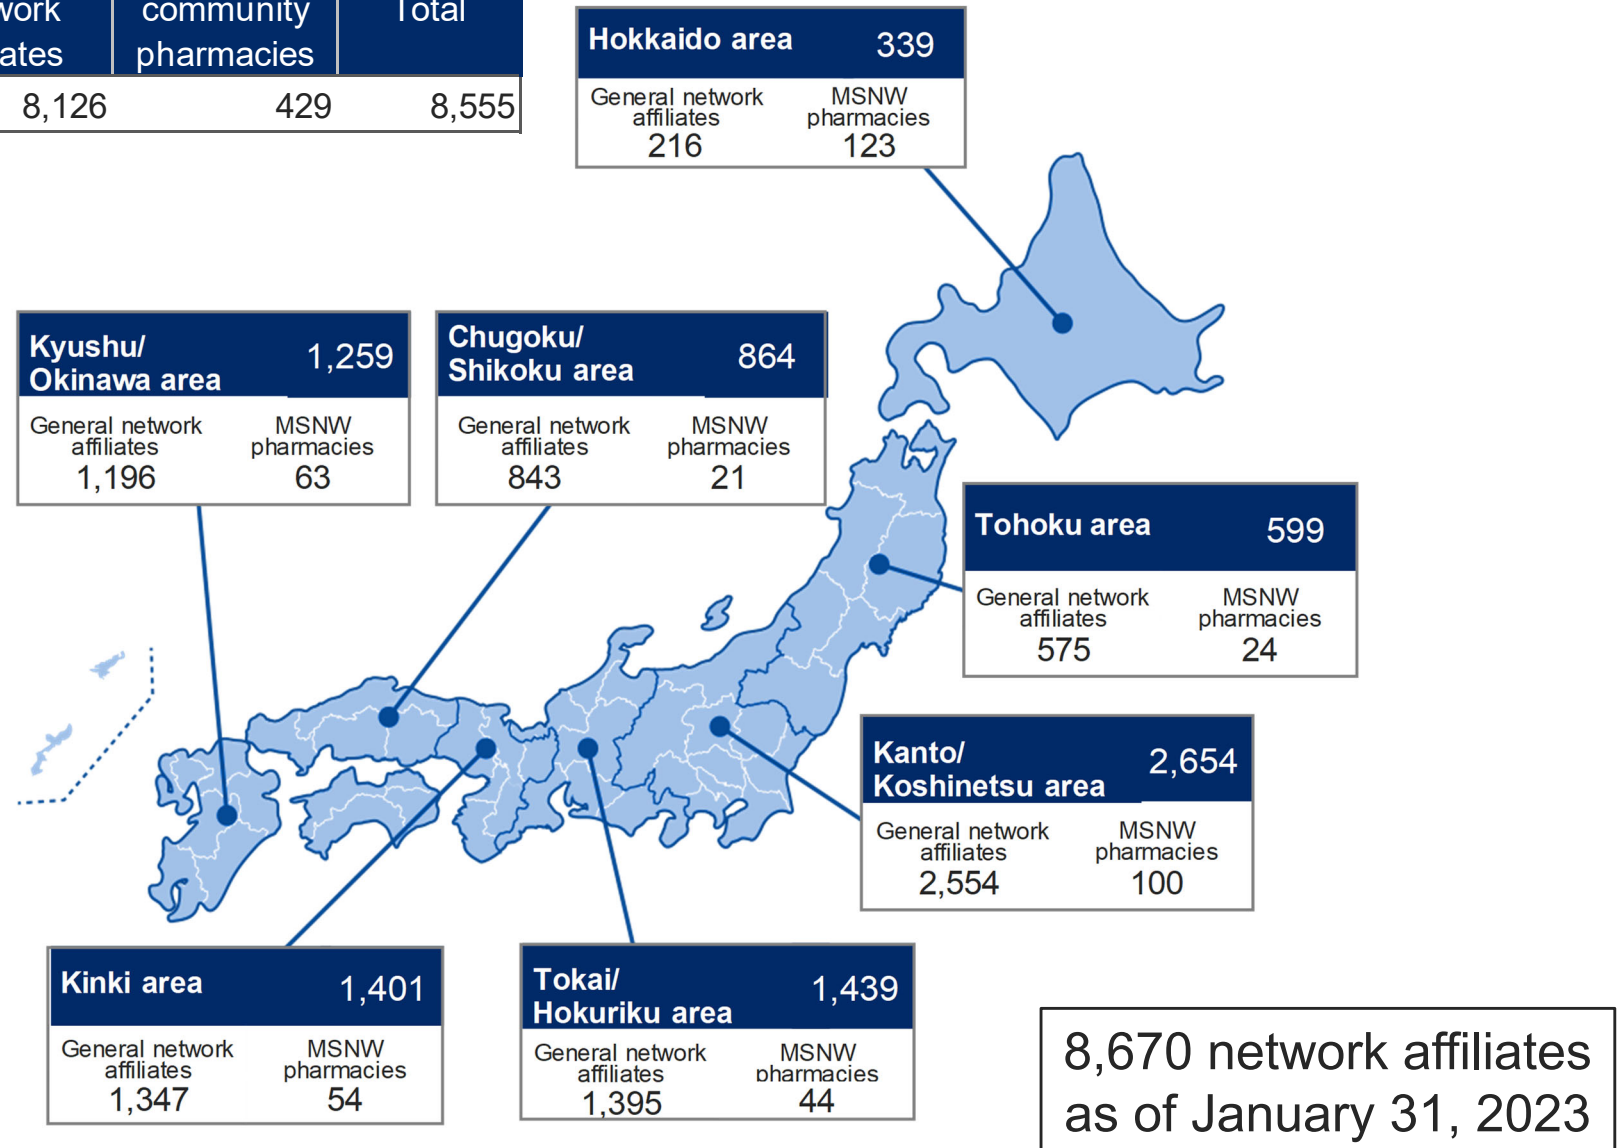 work
ates
community
pharmacies
Total
8,126
429
8,555
Hokkaido area
339
General network
affiliates
216
MSNW
pharmacies
123
Kyushu/
Okinawa area
1,259
General network
affiliates
1,196
MSNW
pharmacies
63
Chugoku/
Shikoku area
864
General network
affiliates
843
MSNW
pharmacies
21
Tohoku area
599
General network
affiliates
575
MSNW
pharmacies
24
Kanto/
Koshinetsu area
2,654
General network
affiliates
2,554
MSNW
pharmacies
100
Kinki area
1,401
General network
affiliates
1,347
MSNW
pharmacies
54
Tokai/
Hokuriku area
1,439
General network
affiliates
1,395
MSNW
pharmacies
44
8,670 network affiliates
as of January 31, 2023